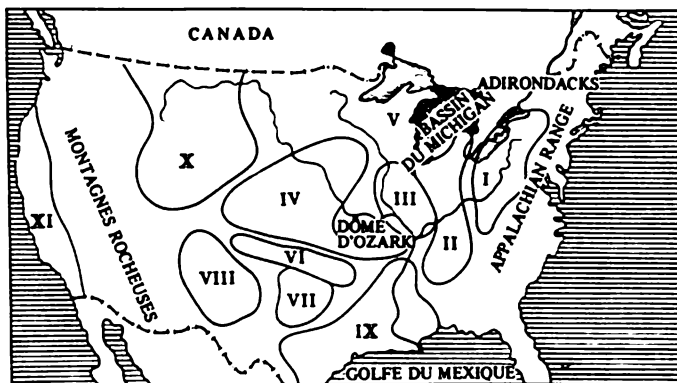 CANADA
ADIRONDACKS
BASSIN
DU MICHIGAN
V
MONTAGNES ROCHEUSES
X
I
APPALACHIAN RANGE
IV
III
XI
DÔME
D'OZARK
II
VI
VIII
VII
IX
GOLFE DU MEXIQUE